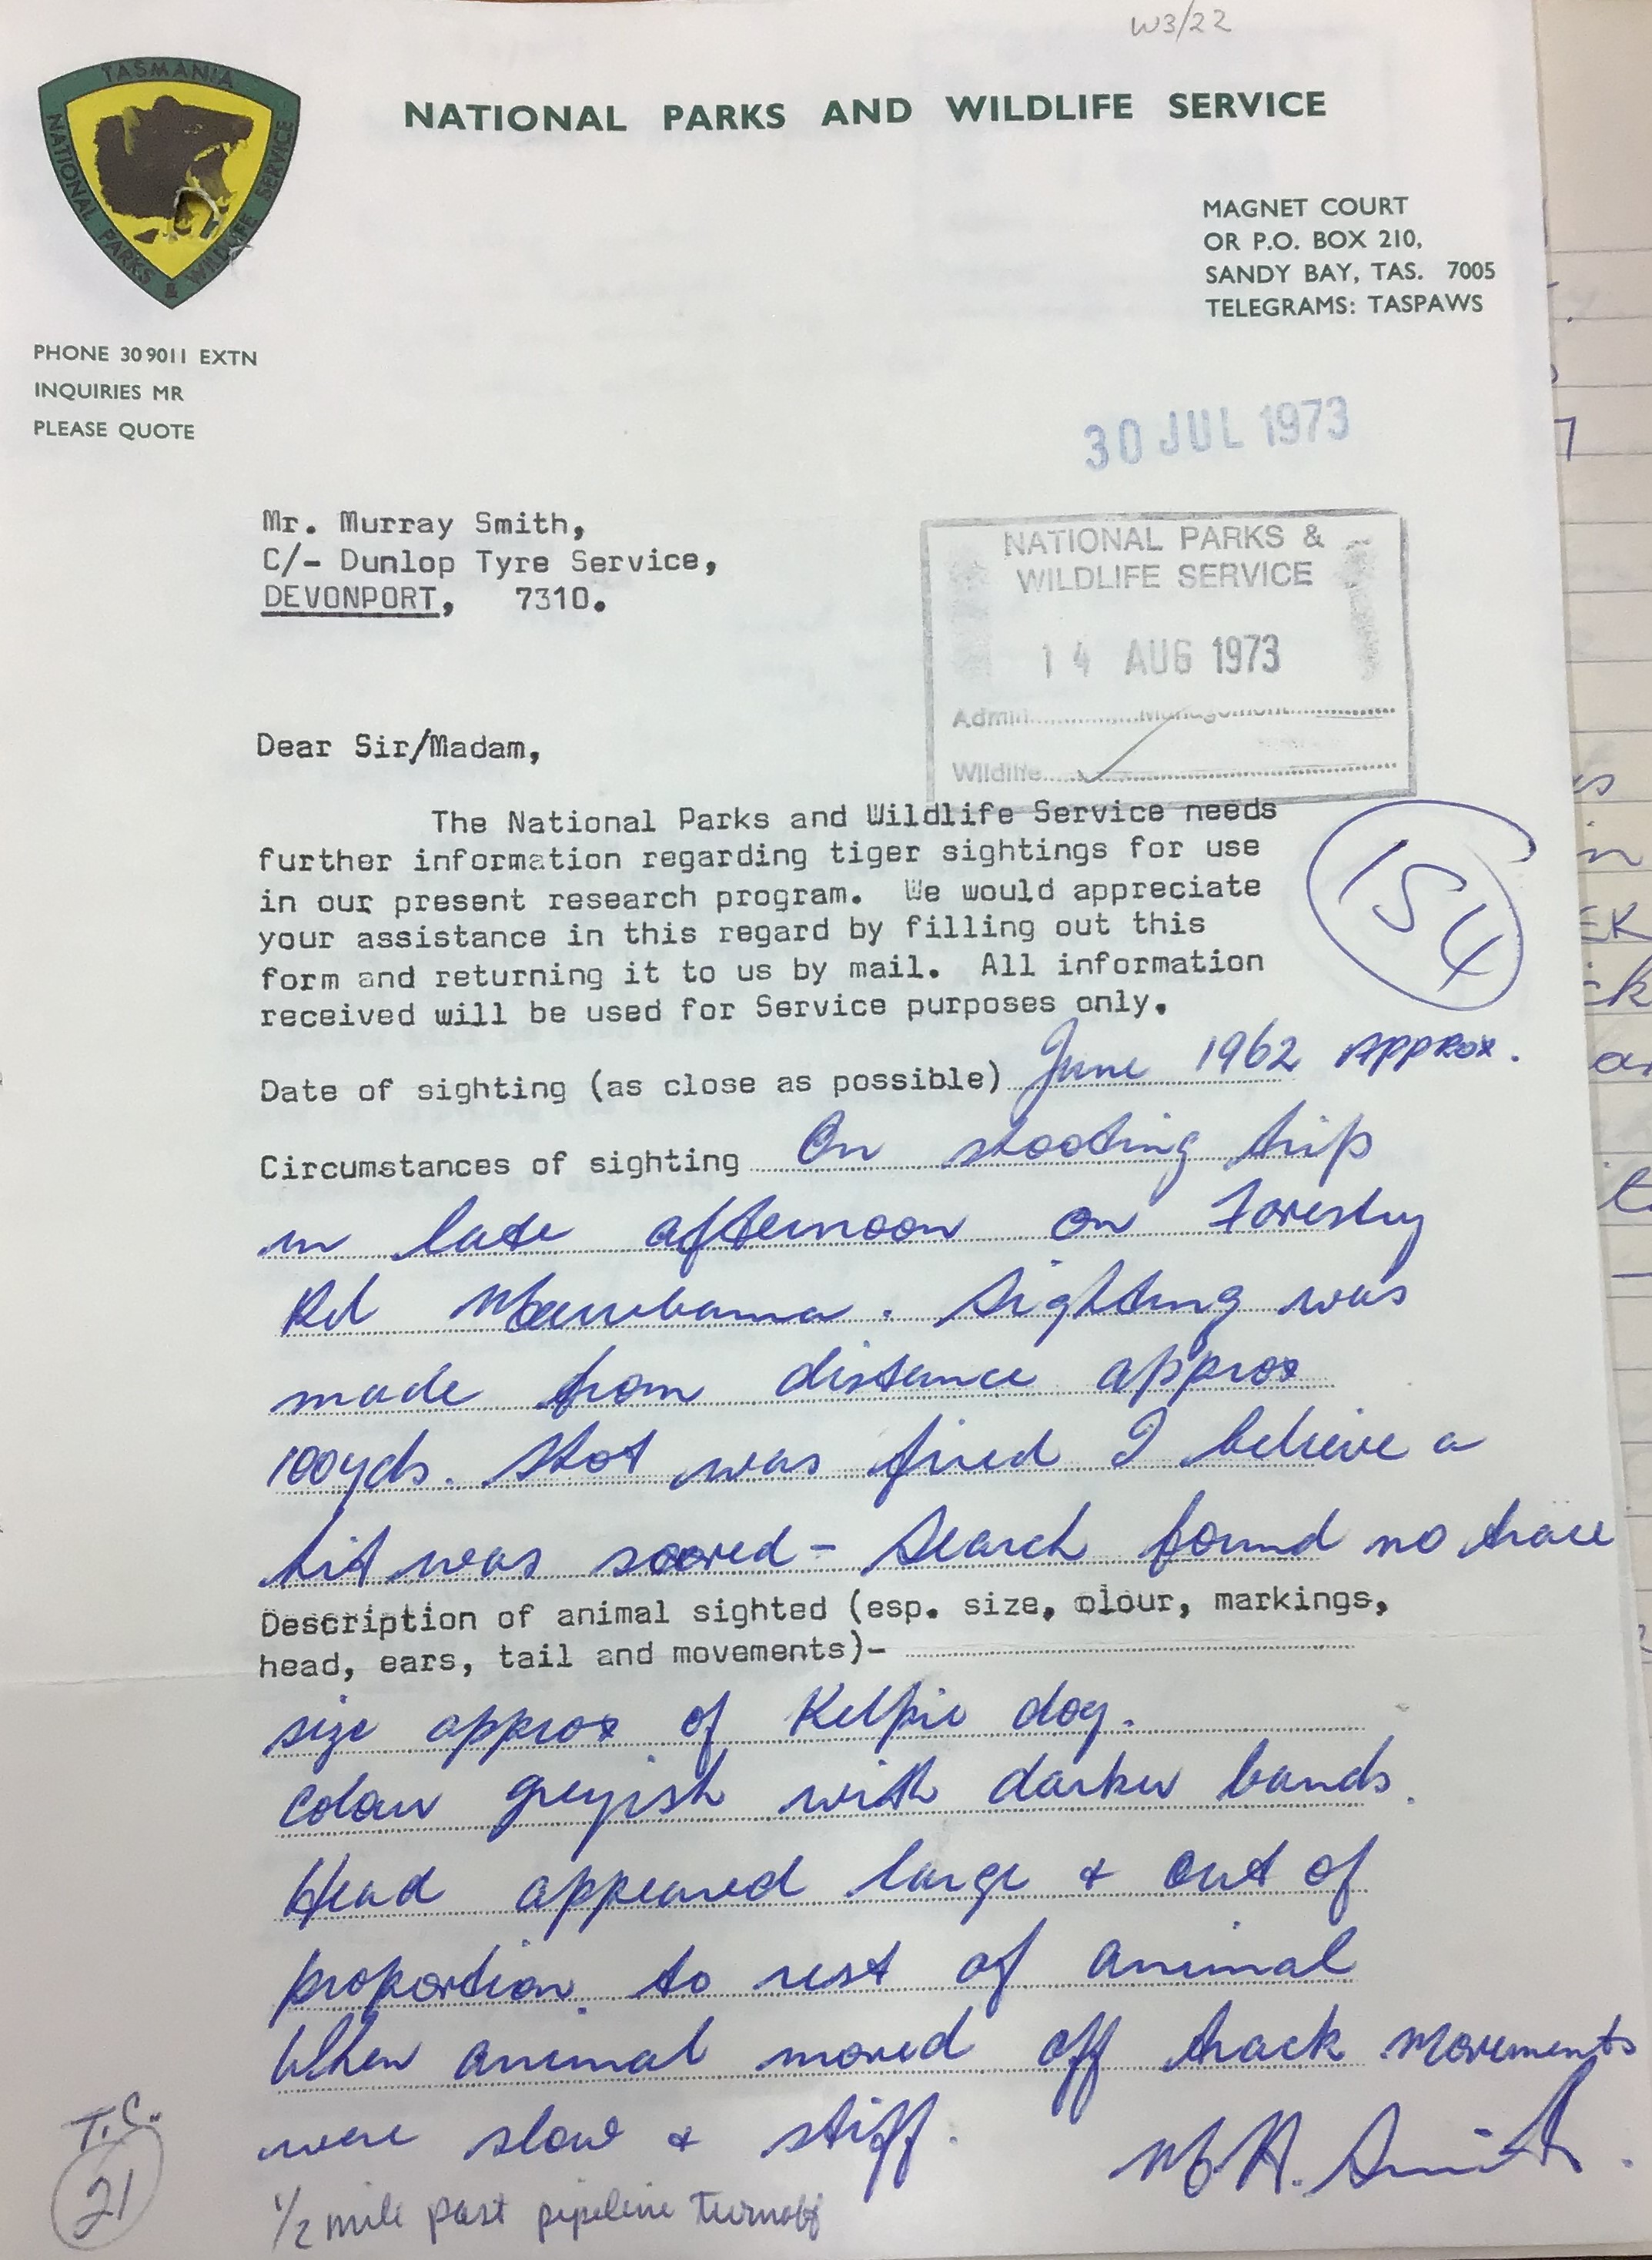 W3/22
TASMANIA
NATIONAL PARKS & WILDLIFE SERVICE
NATIONAL PARKS AND WILDLIFE SERVICE
MAGNET COURT
OR P.O. BOX 210,
SANDY BAY, TAS. 7005
TELEGRAMS: TASPAWS
PHONE 30 9011 EXTN
INQUIRIES MR
PLEASE QUOTE
30 JUL 1973
Mr. Murray Smith,
C/- Dunlop Tyre Service,
DEVONPORT, 7310.
NATIONAL PARKS &
WILDLIFE SERVICE
14 AUG 1973
Admin..............Management..............
Wildlife..............
Dear Sir/Madam,
The National Parks and Wildlife Service needs
further information regarding tiger sightings for use
in our present research program. We would appreciate
your assistance in this regard by filling out this
form and returning it to us by mail. All information
received will be used for Service purposes only.
154
Date of sighting (as close as possible) June 1962 Approx.
Circumstances of sighting On shooting trip
in late afternoon on Forestry
Rd Mawbanna. Sighting was
made from distance approx
100yds. Shot was fired I believe a
hit was scored - Search found no trace
Description of animal sighted (esp. size, olour, markings,
head, ears, tail and movements)-
size approx of Kelpie dog.
Colour greyish with darker bands.
Head appeared large & out of
proportion to rest of animal
When animal moved off track movements
were slow & stiff.
M H. Smith.
T.S.
21
1/2 mile past pipeline turnoff